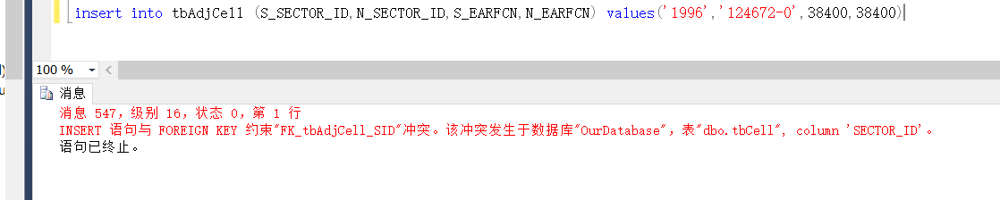 insert into tbAdjCell (S_SECTOR_ID,N_SECTOR_ID,S_EARFCN,N_EARFCN) values('1996','124672-0',38400,38400)
100 %
消息
消息 547，级别 16，状态 0，第 1 行
INSERT 语句与 FOREIGN KEY 约束"FK_tbAdjCell_SID"冲突。该冲突发生于数据库"OurDatabase"，表"dbo.tbCell", column 'SECTOR_ID'。
语句已终止。